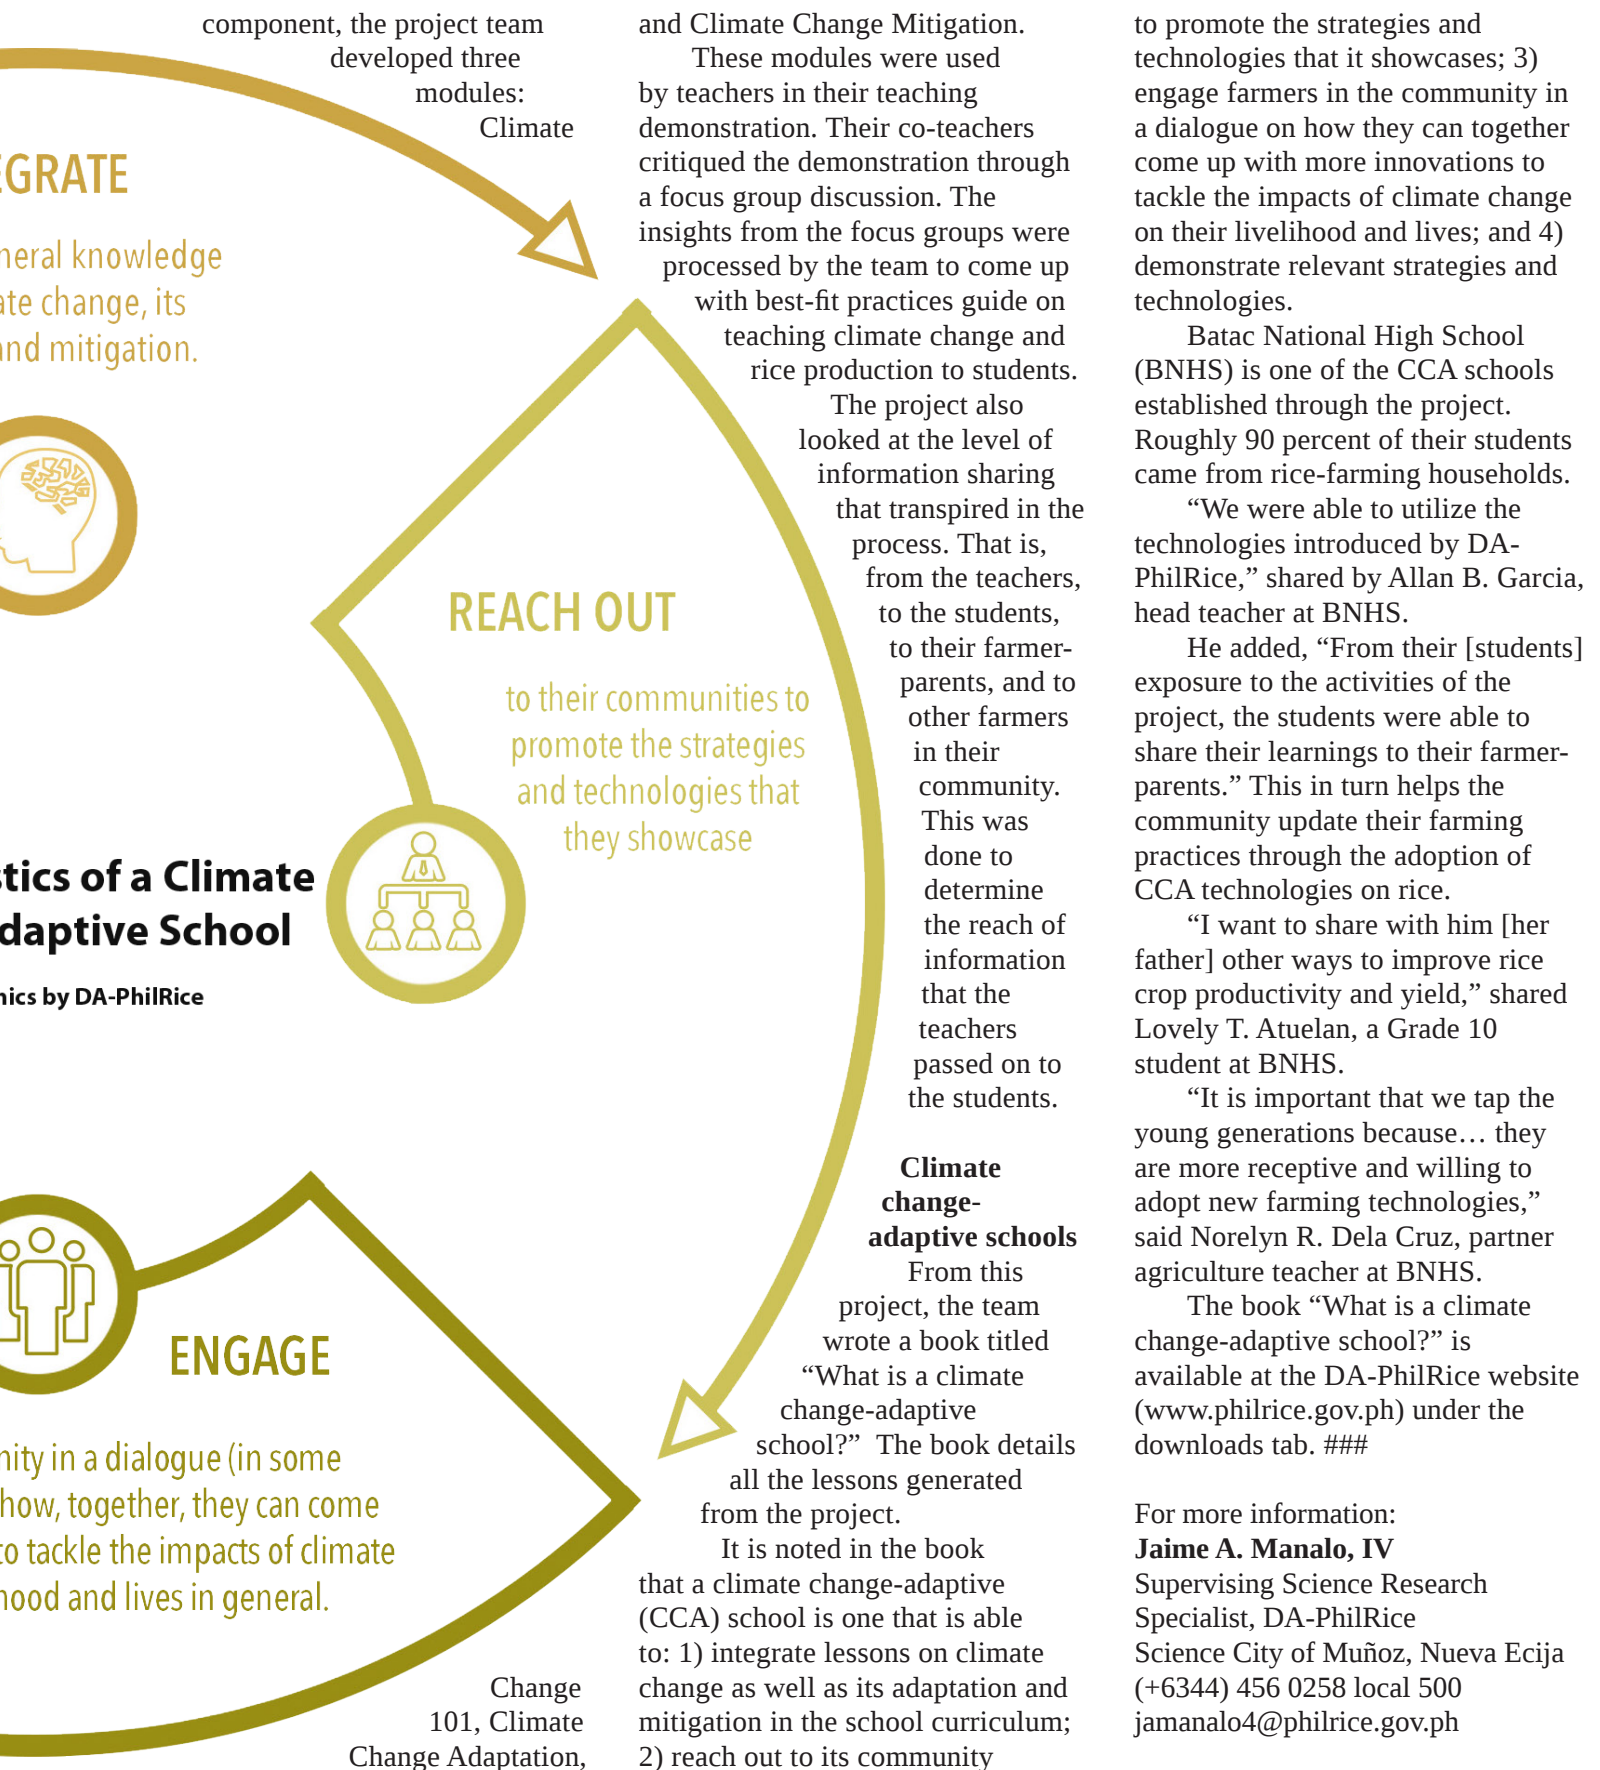 component, the project team
developed three
modules:
Climate
Change
101, Climate
Change Adaptation,
and Climate Change Mitigation.
These modules were used
by teachers in their teaching
demonstration. Their co-teachers
critiqued the demonstration through
a focus group discussion. The
insights from the focus groups were
processed by the team to come up
with best-fit practices guide on
teaching climate change and
rice production to students.
The project also
looked at the level of
information sharing
that transpired in the
process. That is,
from the teachers,
to the students,
to their farmer-
parents, and to
other farmers
in their
community.
This was
done to
determine
the reach of
information
that the
teachers
passed on to
the students.
Climate
change-
adaptive schools
From this
project, the team
wrote a book titled
“What is a climate
change-adaptive
school?”  The book details
all the lessons generated
from the project.
It is noted in the book
that a climate change-adaptive
(CCA) school is one that is able
to: 1) integrate lessons on climate
change as well as its adaptation and
mitigation in the school curriculum;
2) reach out to its community
to promote the strategies and
technologies that it showcases; 3)
engage farmers in the community in
a dialogue on how they can together
come up with more innovations to
tackle the impacts of climate change
on their livelihood and lives; and 4)
demonstrate relevant strategies and
technologies.
Batac National High School
(BNHS) is one of the CCA schools
established through the project.
Roughly 90 percent of their students
came from rice-farming households.
“We were able to utilize the
technologies introduced by DA-
PhilRice,” shared by Allan B. Garcia,
head teacher at BNHS.
He added, “From their [students]
exposure to the activities of the
project, the students were able to
share their learnings to their farmer-
parents.” This in turn helps the
community update their farming
practices through the adoption of
CCA technologies on rice.
“I want to share with him [her
father] other ways to improve rice
crop productivity and yield,” shared
Lovely T. Atuelan, a Grade 10
student at BNHS.
“It is important that we tap the
young generations because… they
are more receptive and willing to
adopt new farming technologies,”
said Norelyn R. Dela Cruz, partner
agriculture teacher at BNHS.
The book “What is a climate
change-adaptive school?” is
available at the DA-PhilRice website
(www.philrice.gov.ph) under the
downloads tab. ###
For more information:
Jaime A. Manalo, IV
Supervising Science Research
Specialist, DA-PhilRice
Science City of Muñoz, Nueva Ecija
(+6344) 456 0258 local 500
jamanalo4@philrice.gov.ph
EGRATE
neral knowledge
ate change, its
and mitigation.
REACH OUT
to their communities to
promote the strategies
and technologies that
they showcase
stics of a Climate
daptive School
nics by DA-PhilRice
ENGAGE
nity in a dialogue (in some
how, together, they can come
to tackle the impacts of climate
hood and lives in general.